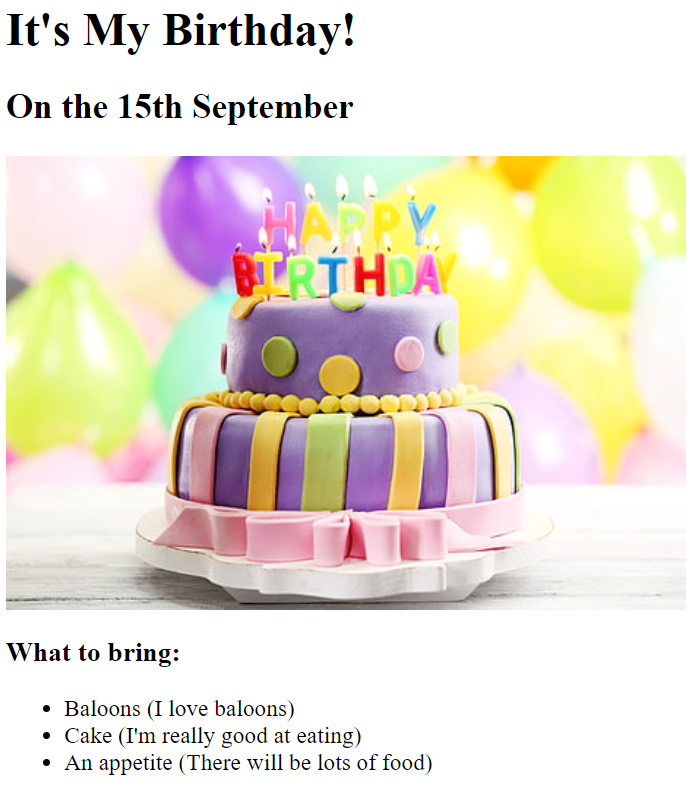 It's My Birthday!
On the 15th September
HAPPY
BIRTHDAY
What to bring:
Baloons (I love baloons)
Cake (I'm really good at eating)
An appetite (There will be lots of food)